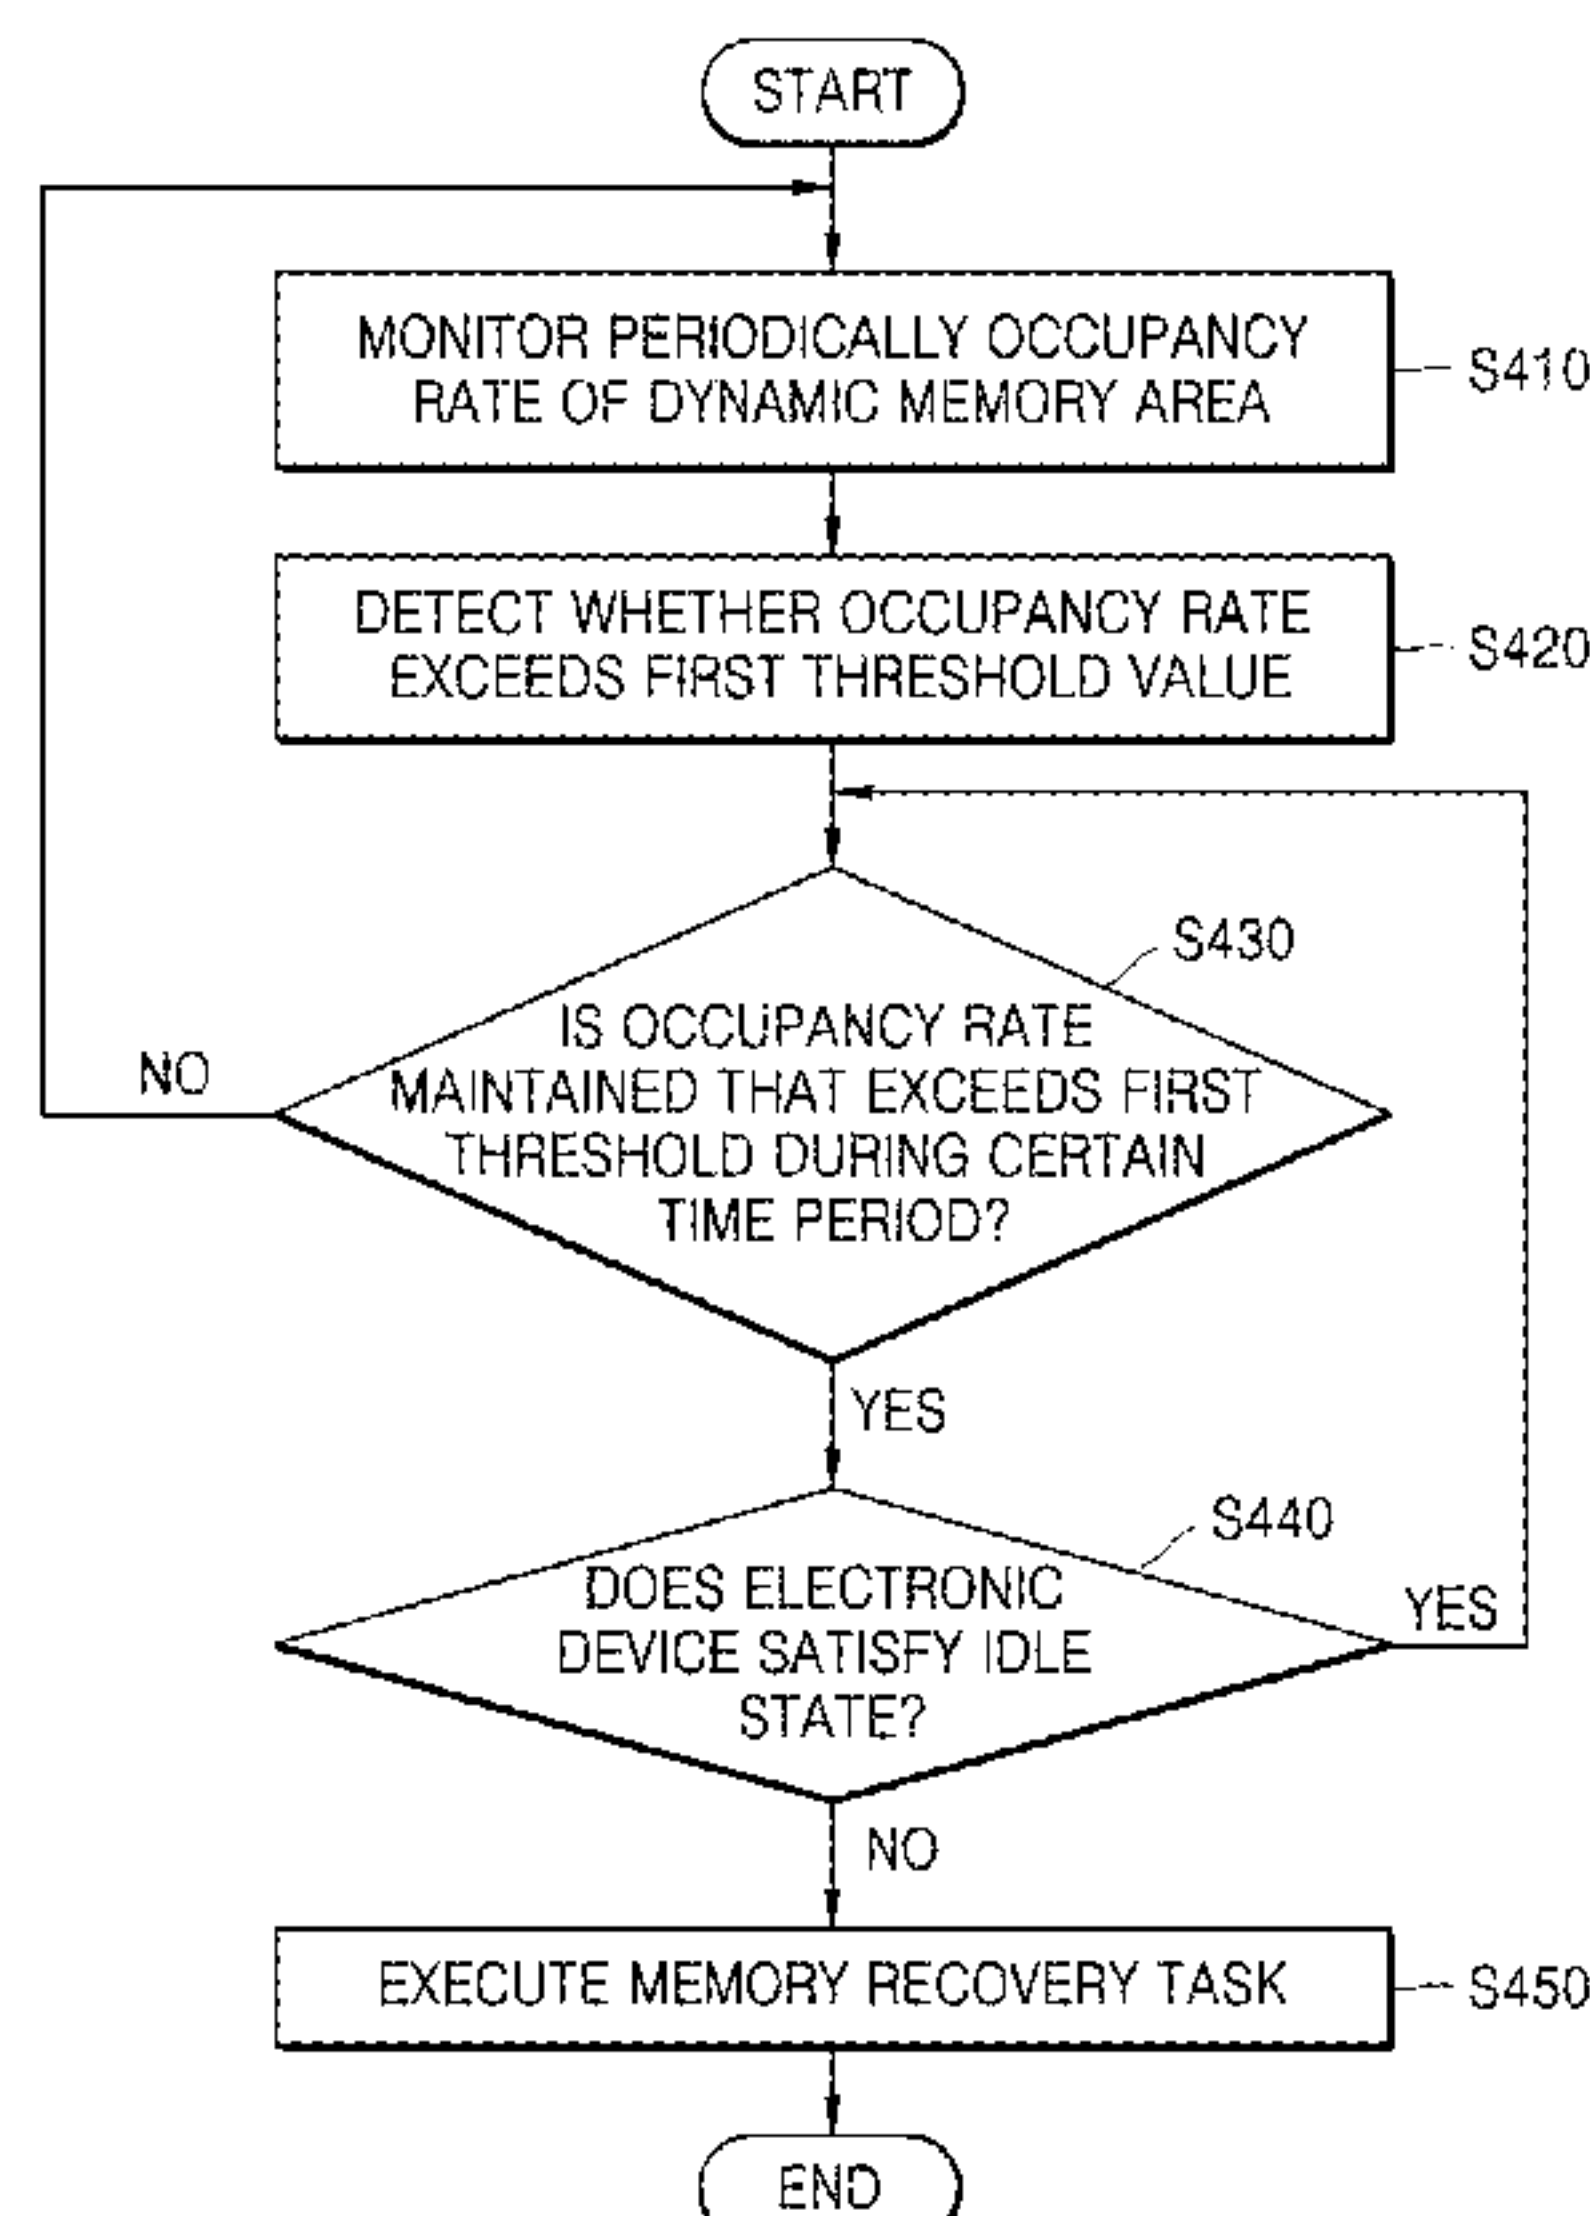 START
MONITOR PERIODICALLY OCCUPANCY
RATE OF DYNAMIC MEMORY AREA
S410
DETECT WHETHER OCCUPANCY RATE
EXCEEDS FIRST THRESHOLD VALUE
S420
S430
IS OCCUPANCY RATE
MAINTAINED THAT EXCEEDS FIRST
THRESHOLD DURING CERTAIN
TIME PERIOD?
NO
YES
S440
DOES ELECTRONIC
DEVICE SATISFY IDLE
STATE?
YES
NO
EXECUTE MEMORY RECOVERY TASK
S450
END